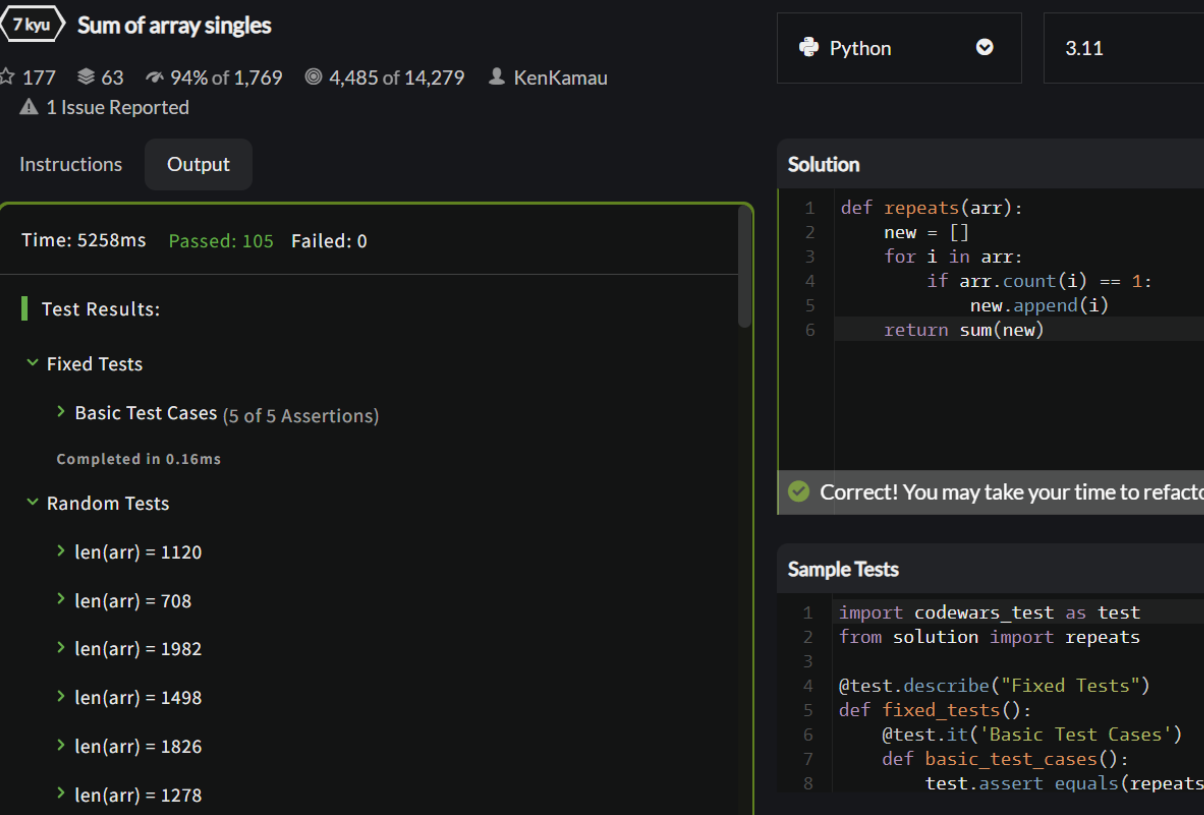 7 kyu Sum of array singles
177 63 94% of 1,769 4,485 of 14,279 KenKamau
1 Issue Reported
Instructions Output
Time: 5258ms Passed: 105 Failed: 0
Test Results:
Fixed Tests
Basic Test Cases (5 of 5 Assertions)
Completed in 0.16ms
Random Tests
len(arr) = 1120
len(arr) = 708
len(arr) = 1982
len(arr) = 1498
len(arr) = 1826
len(arr) = 1278
Python 3.11
Solution
1 def repeats(arr):
2     new = []
3     for i in arr:
4         if arr.count(i) == 1:
5             new.append(i)
6     return sum(new)
Correct! You may take your time to refacto
Sample Tests
1 import codewars_test as test
2 from solution import repeats
3
4 @test.describe("Fixed Tests")
5 def fixed_tests():
6     @test.it('Basic Test Cases')
7     def basic_test_cases():
8         test.assert_equals(repeats